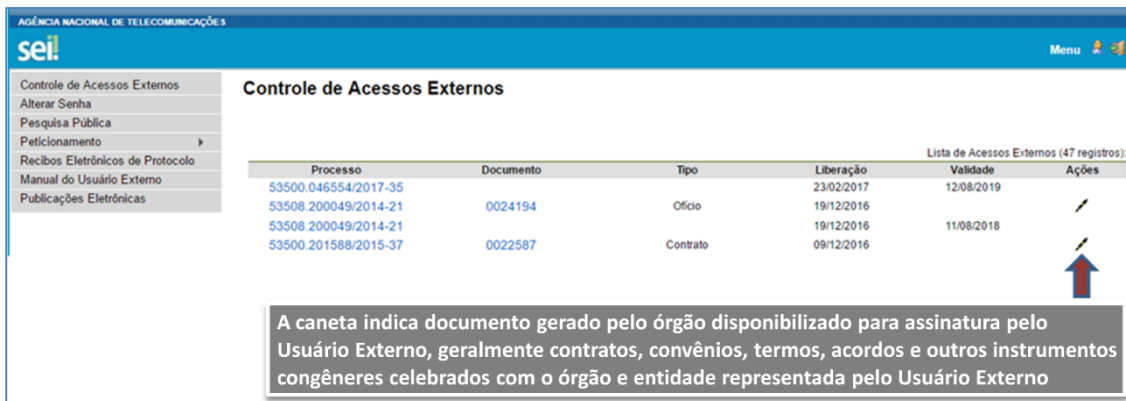 AGÊNCIA NACIONAL DE TELECOMUNICAÇÕES
sei!
Menu
Controle de Acessos Externos
Alterar Senha
Pesquisa Pública
Peticionamento
Recibos Eletrônicos de Protocolo
Manual do Usuário Externo
Publicações Eletrônicas
Controle de Acessos Externos
Lista de Acessos Externos (47 registros):
Processo Documento Tipo Liberação Validade Ações
53500.046554/2017-35 23/02/2017 12/08/2019
53508.200049/2014-21 0024194 Ofício 19/12/2016
53508.200049/2014-21 19/12/2016 11/08/2018
53500.201588/2015-37 0022587 Contrato 09/12/2016
A caneta indica documento gerado pelo órgão disponibilizado para assinatura pelo
Usuário Externo, geralmente contratos, convênios, termos, acordos e outros instrumentos
congêneres celebrados com o órgão e entidade representada pelo Usuário Externo